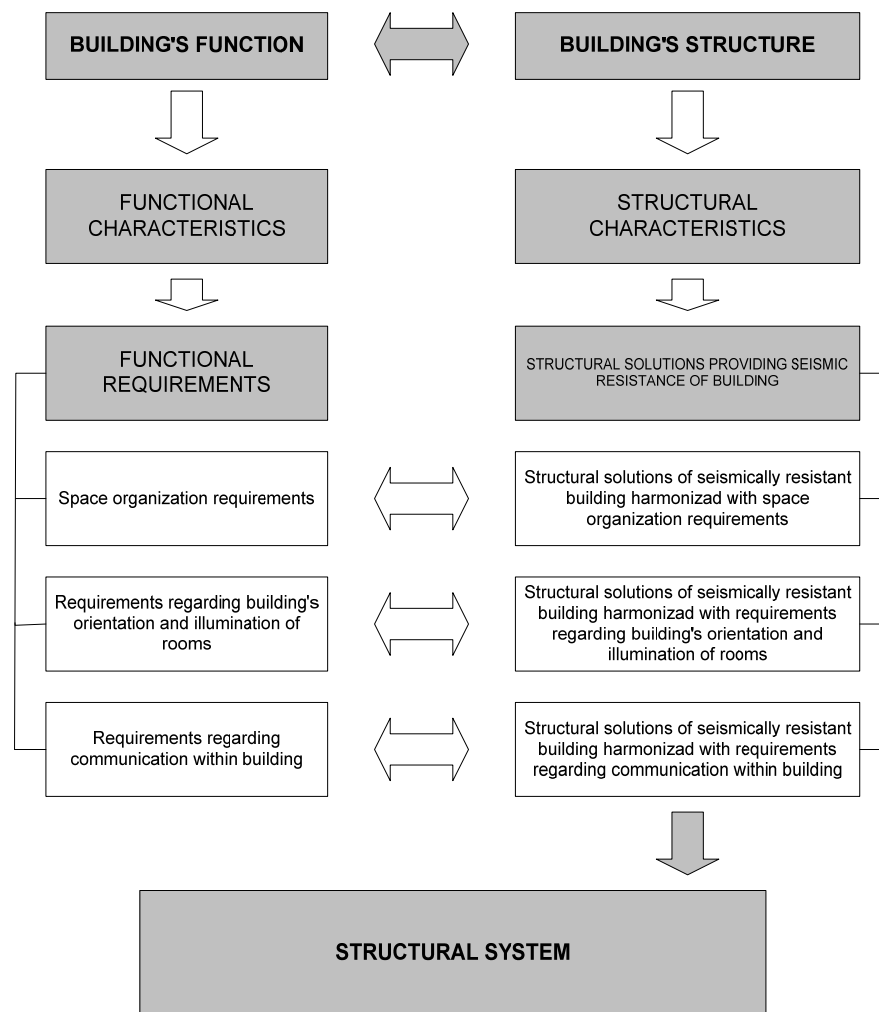 BUILDING'S FUNCTION
BUILDING'S STRUCTURE
FUNCTIONAL
CHARACTERISTICS
STRUCTURAL
CHARACTERISTICS
FUNCTIONAL
REQUIREMENTS
STRUCTURAL SOLUTIONS PROVIDING SEISMIC
RESISTANCE OF BUILDING
Space organization requirements
Structural solutions of seismically resistant
building harmonizad with space
organization requirements
Requirements regarding building's
orientation and illumination of
rooms
Structural solutions of seismically resistant
building harmonizad with requirements
regarding building's orientation and
illumination of rooms
Requirements regarding
communication within building
Structural solutions of seismically resistant
building harmonizad with requirements
regarding communication within building
STRUCTURAL SYSTEM